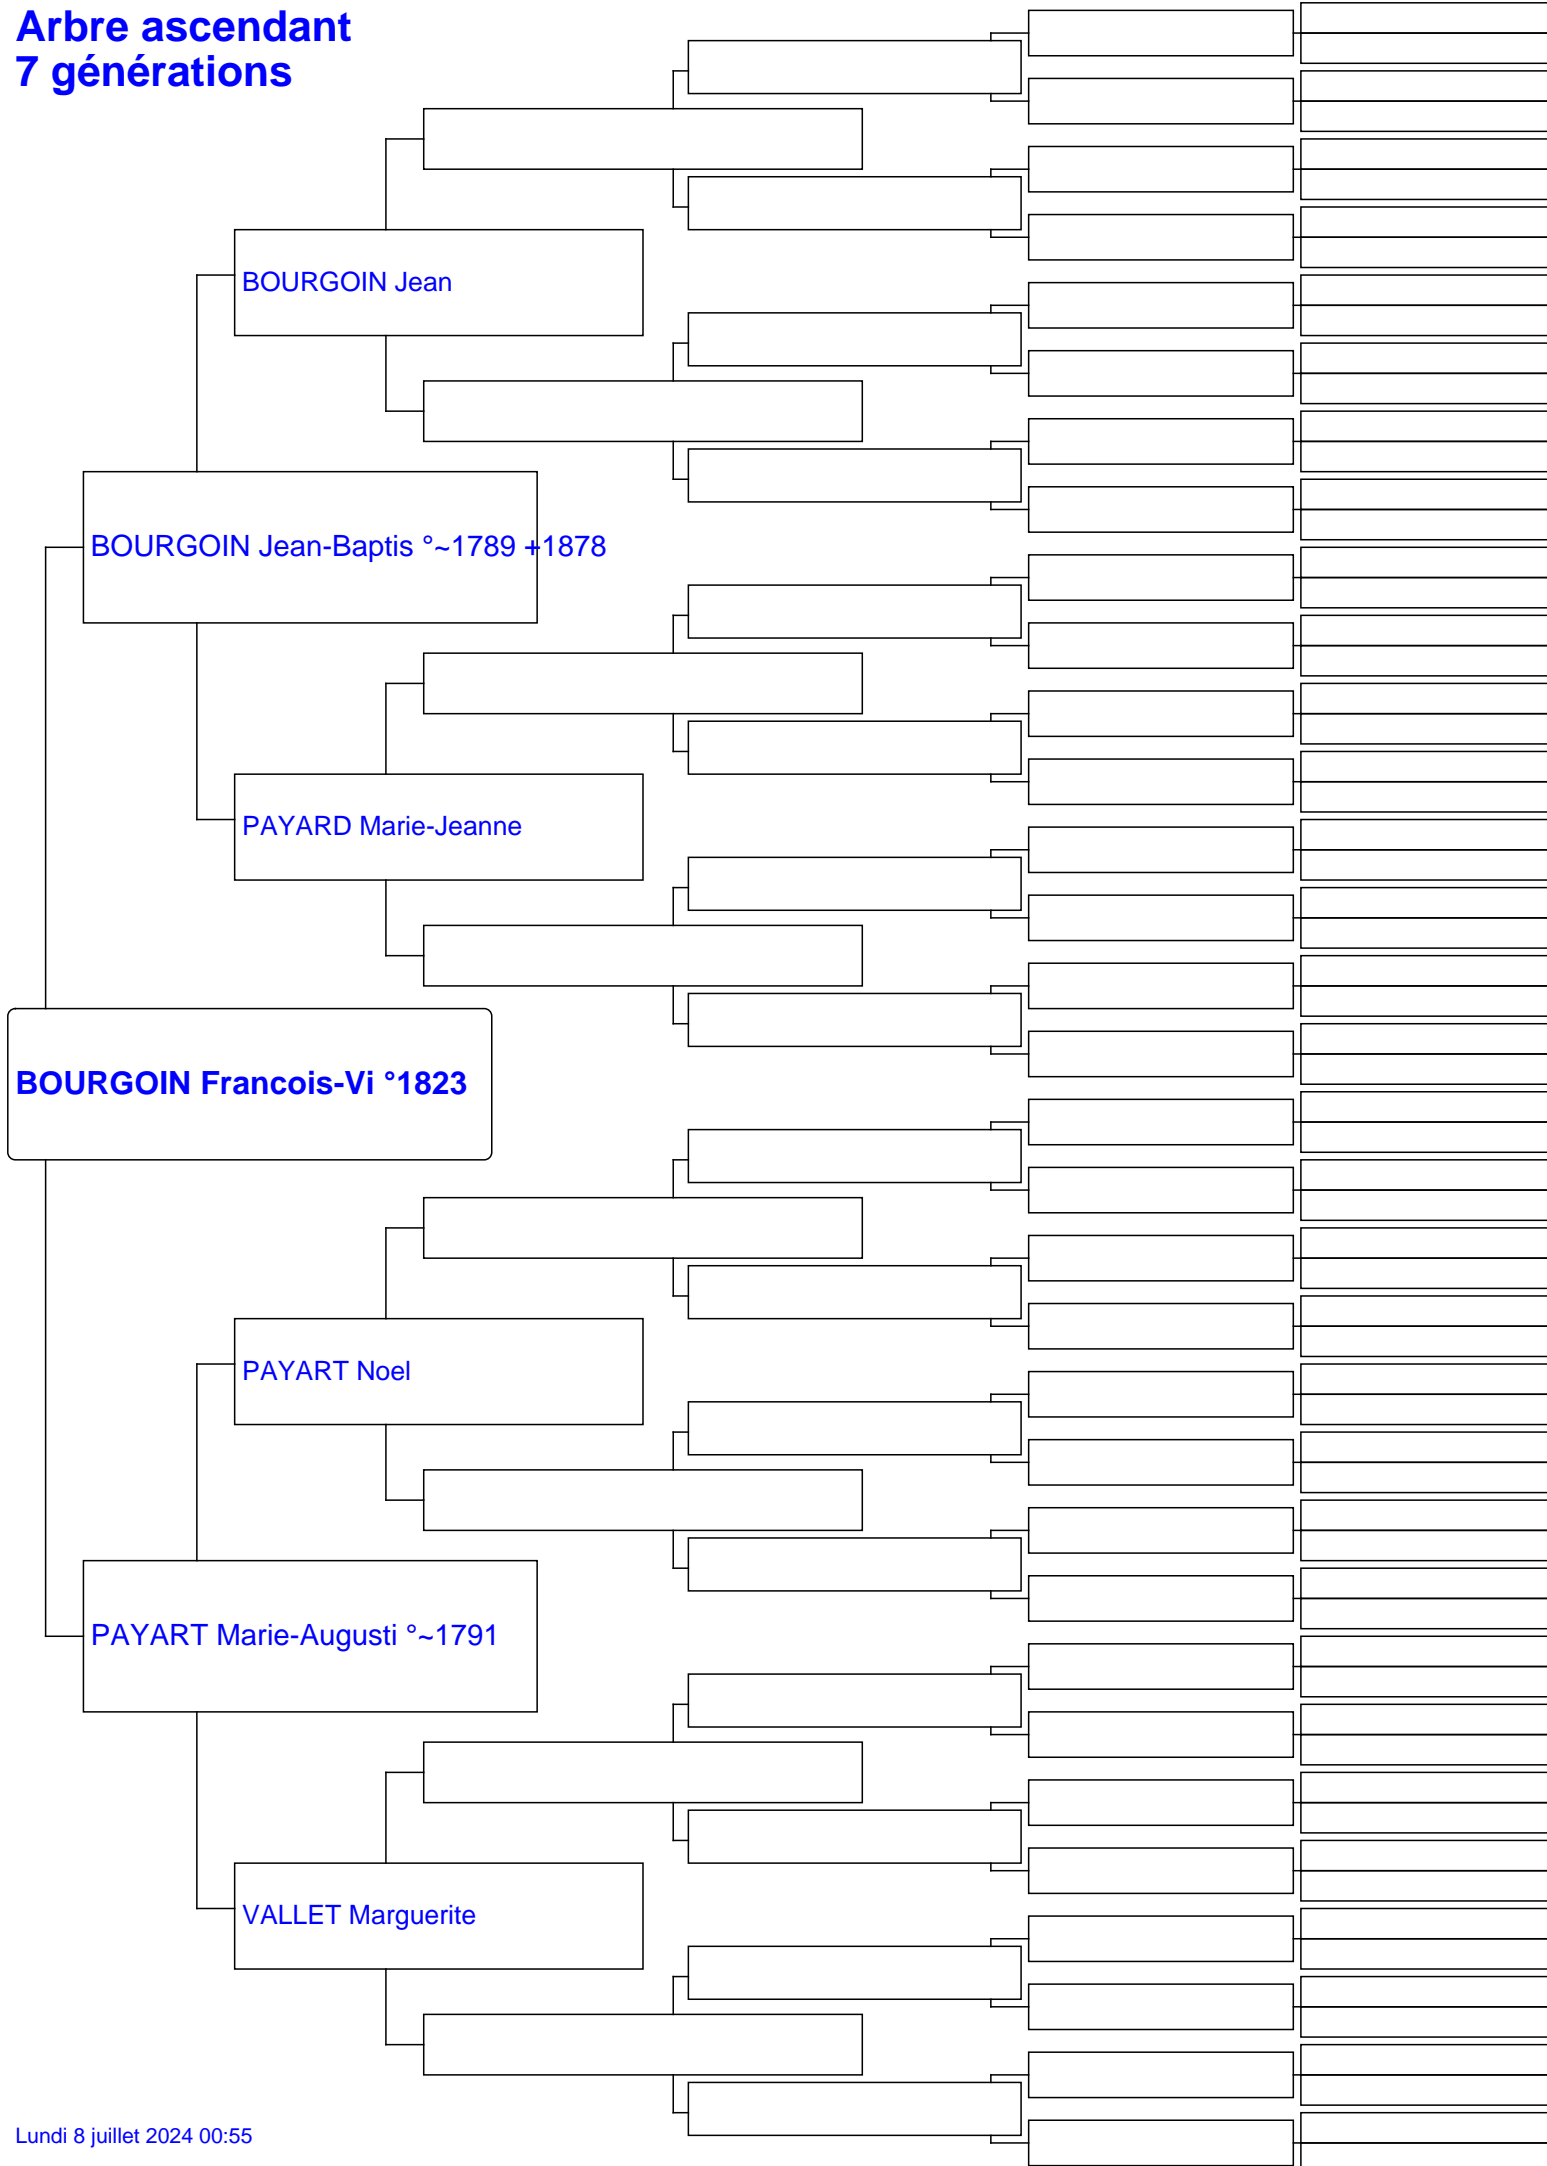 Arbre ascendant
7 générations
BOURGOIN Jean
BOURGOIN Jean-Baptis °~1789 +1878
PAYARD Marie-Jeanne
BOURGOIN Francois-Vi °1823
PAYART Noel
PAYART Marie-Augusti °~1791
VALLET Marguerite
Lundi 8 juillet 2024 00:55